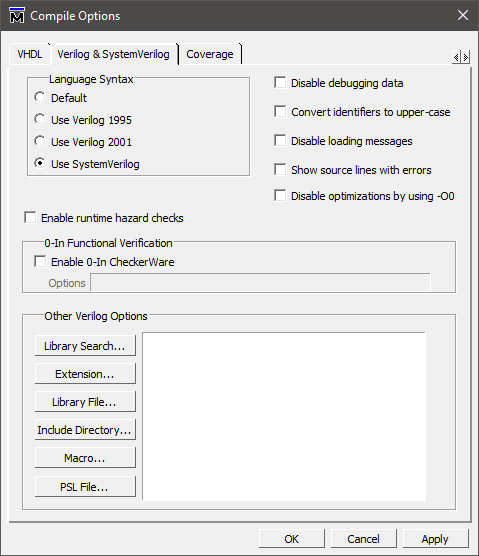 Compile Options
VHDL Verilog & SystemVerilog Coverage
Language Syntax
Default
Use Verilog 1995
Use Verilog 2001
Use SystemVerilog
Disable debugging data
Convert identifiers to upper-case
Disable loading messages
Show source lines with errors
Disable optimizations by using -O0
Enable runtime hazard checks
0-In Functional Verification
Enable 0-In CheckerWare
Options
Other Verilog Options
Library Search...
Extension...
Library File...
Include Directory...
Macro...
PSL File...
OK Cancel Apply